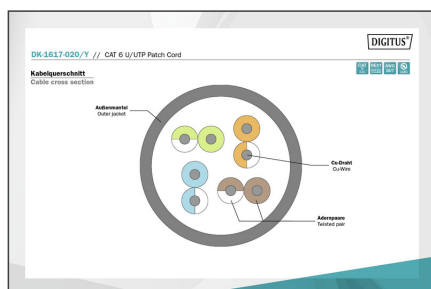 DIGITUS®
DK-1617-020/Y // CAT 6 U/UTP Patch Cord
Kabelquerschnitt
Cable cross section
Außenmantel
Outer jacket
Cu-Draht
Cu-Wire
Adernpaare
Twisted pair